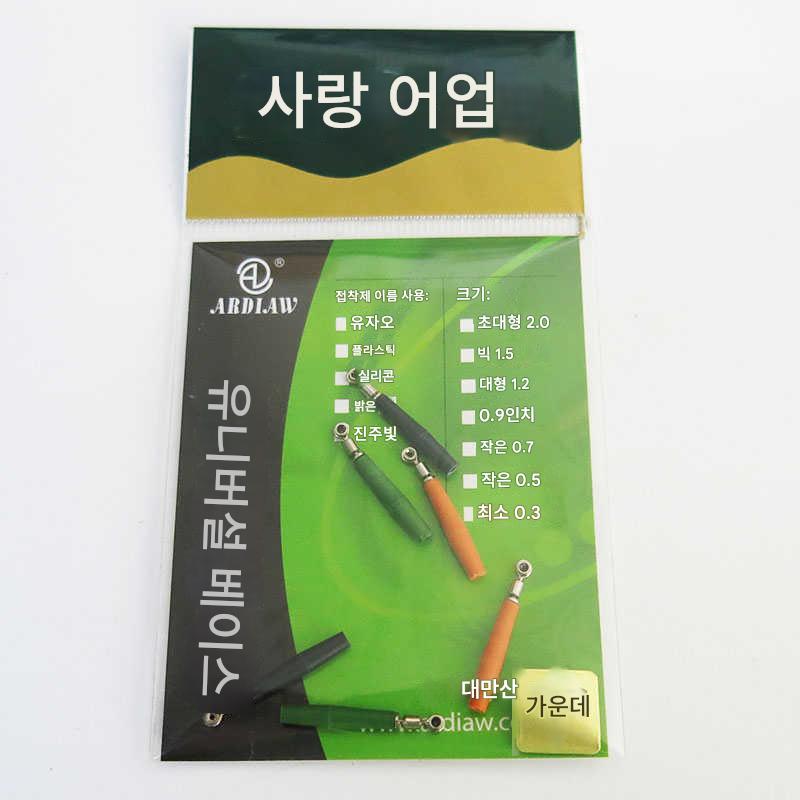 사랑 어업
ARDIAW
®
유니버설 베이스
접착제 이름 사용:
유자오
플라스틱
실리콘
밝은
진주빛
크기:
초대형 2.0
빅 1.5
대형 1.2
0.9인치
작은 0.7
작은 0.5
최소 0.3
대만산
가운데